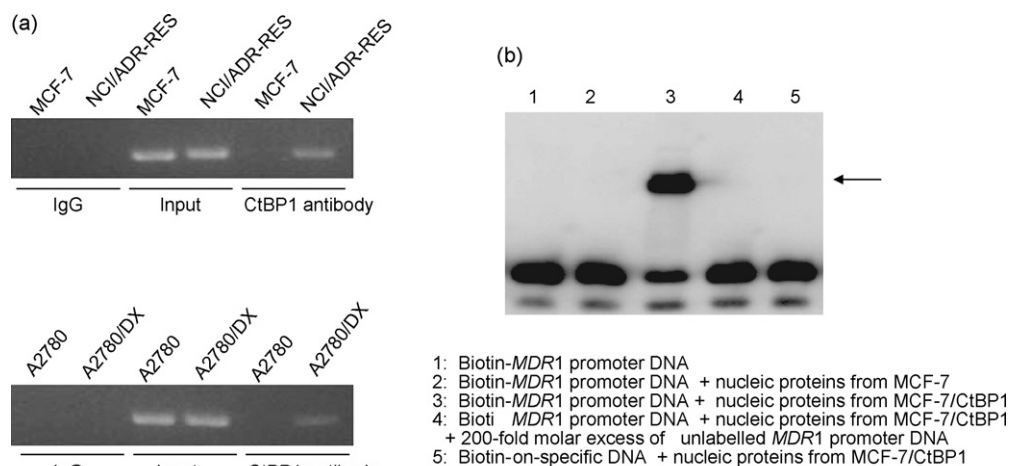 (a)
MCF-7 NCI/ADR-RES MCF-7 NCI/ADR-RES MCF-7 NCI/ADR-RES
IgG Input CtBP1 antibody
A2780 A2780/DX A2780 A2780/DX A2780 A2780/DX
(b)
1 2 3 4 5
1: Biotin-MDR1 promoter DNA
2: Biotin-MDR1 promoter DNA + nucleic proteins from MCF-7
3: Biotin-MDR1 promoter DNA + nucleic proteins from MCF-7/CtBP1
4: Bioti MDR1 promoter DNA + nucleic proteins from MCF-7/CtBP1
+ 200-fold molar excess of unlabelled MDR1 promoter DNA
5: Biotin-on-specific DNA + nucleic proteins from MCF-7/CtBP1